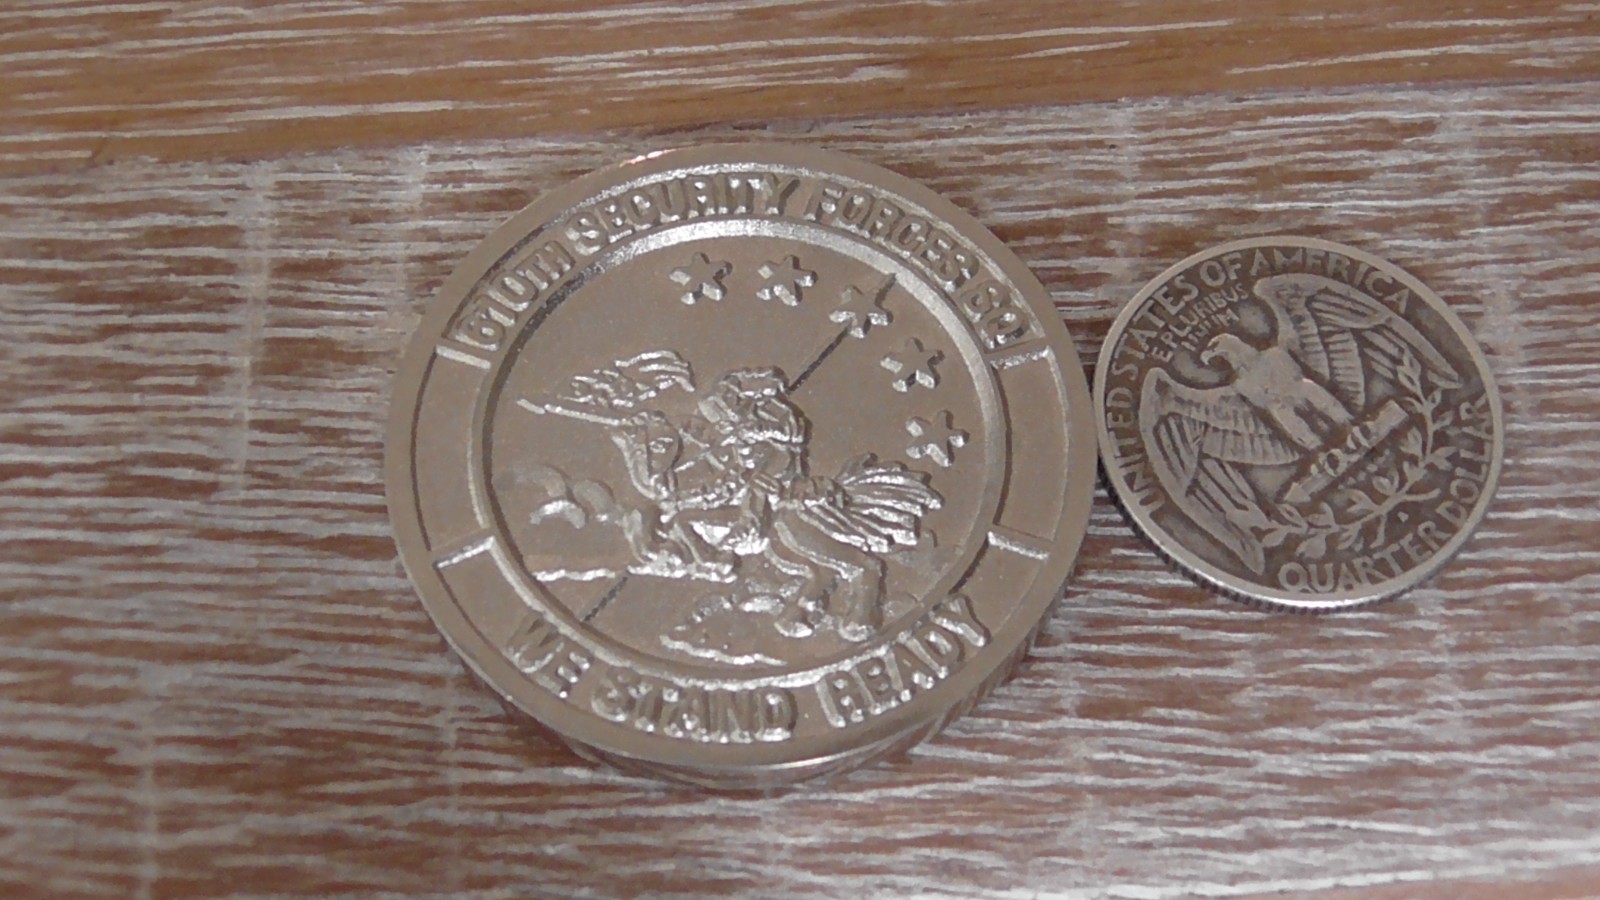 610TH SECURITY FORCES SQ
WE STAND READY
UNITED STATES OF AMERICA
E PLURIBUS
UNUM
QUARTER DOLLAR